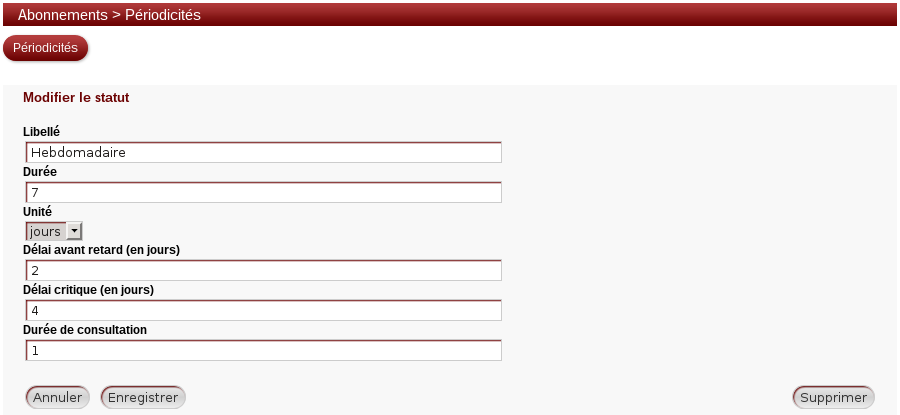 Abonnements > Périodicités
Périodicités
Modifier le statut
Libellé
Hebdomadaire
Durée
7
Unité
jours
Délai avant retard (en jours)
2
Délai critique (en jours)
4
Durée de consultation
1
Annuler Enregistrer Supprimer